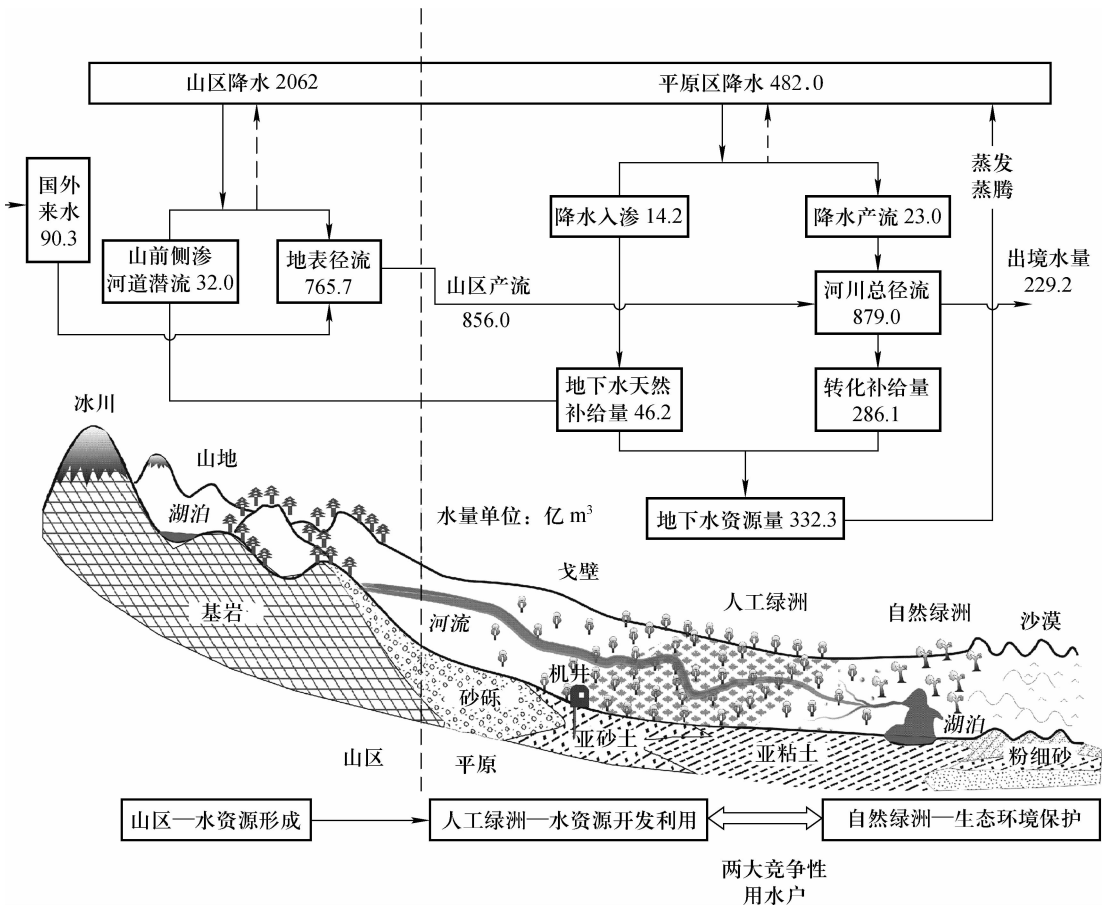 山区降水 2062
平原区降水 482.0
国外
来水
90.3
蒸发
蒸腾
降水入渗 14.2
降水产流 23.0
山前侧渗
河道潜流 32.0
地表径流
765.7
山区产流
856.0
河川总径流
879.0
出境水量
229.2
地下水天然
补给量 46.2
转化补给量
286.1
冰川
山地
湖泊
水量单位：亿 m³
地下水资源量 332.3
戈壁
人工绿洲
自然绿洲
沙漠
基岩
河流
机井
砂砾
亚砂土
亚粘土
湖泊
粉细砂
山区
平原
山区—水资源形成
人工绿洲—水资源开发利用
自然绿洲—生态环境保护
两大竞争性
用水户